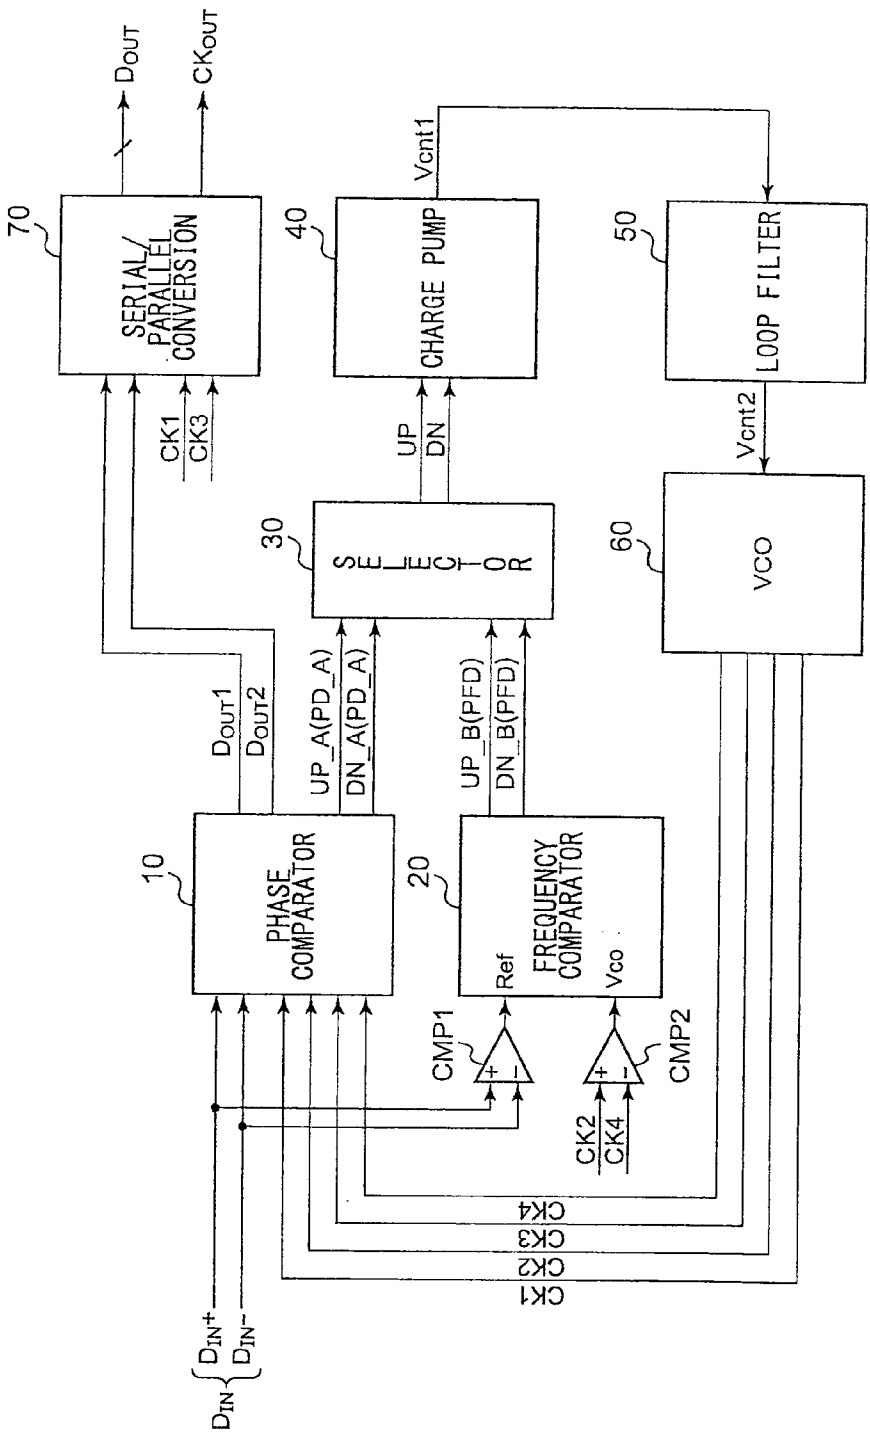 70
SERIAL/
PARALLEL
CONVERSION
DOUT
CKOUT
CK1
CK3
40
CHARGE PUMP
Vcnt1
50
LOOP FILTER
Vcnt2
30
SELECTOR
UP
DN
60
VCO
DOUT1
DOUT2
UP_A(PD_A)
DN_A(PD_A)
UP_B(PFD)
DN_B(PFD)
10
PHASE
COMPARATOR
20
FREQUENCY
COMPARATOR
Ref
Vco
CMP1
+
-
CMP2
+
-
CK2
CK4
CK4
CK3
CK2
CK1
DIN
DIN+
DIN-